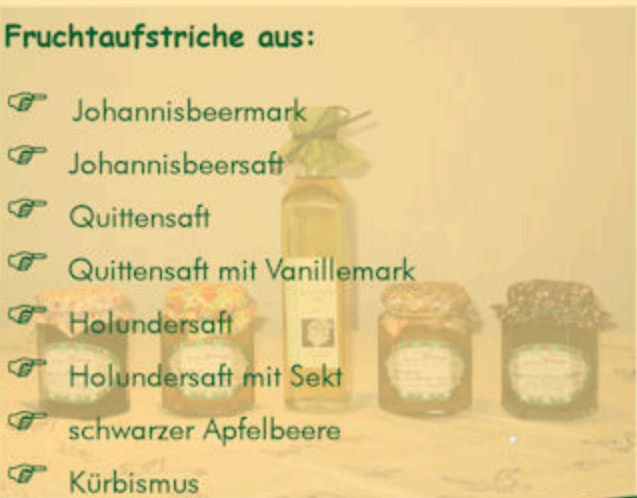 Fruchtaufstriche aus:
Johannisbeermark
Johannisbeersaft
Quittensaft
Quittensaft mit Vanillemark
Holundersaft
Holundersaft mit Sekt
schwarzer Apfelbeere
Kürbismus